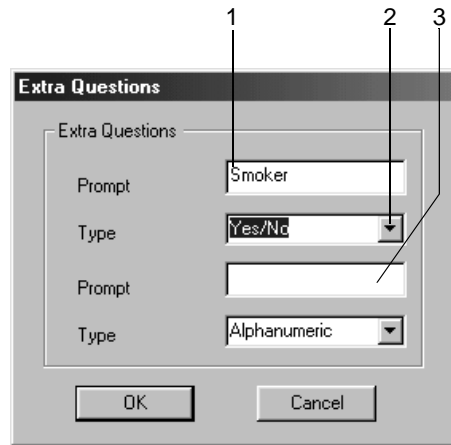 1 2 3
Extra Questions
Extra Questions
Prompt Smoker
Type Yes/No
Prompt
Type Alphanumeric
OK Cancel